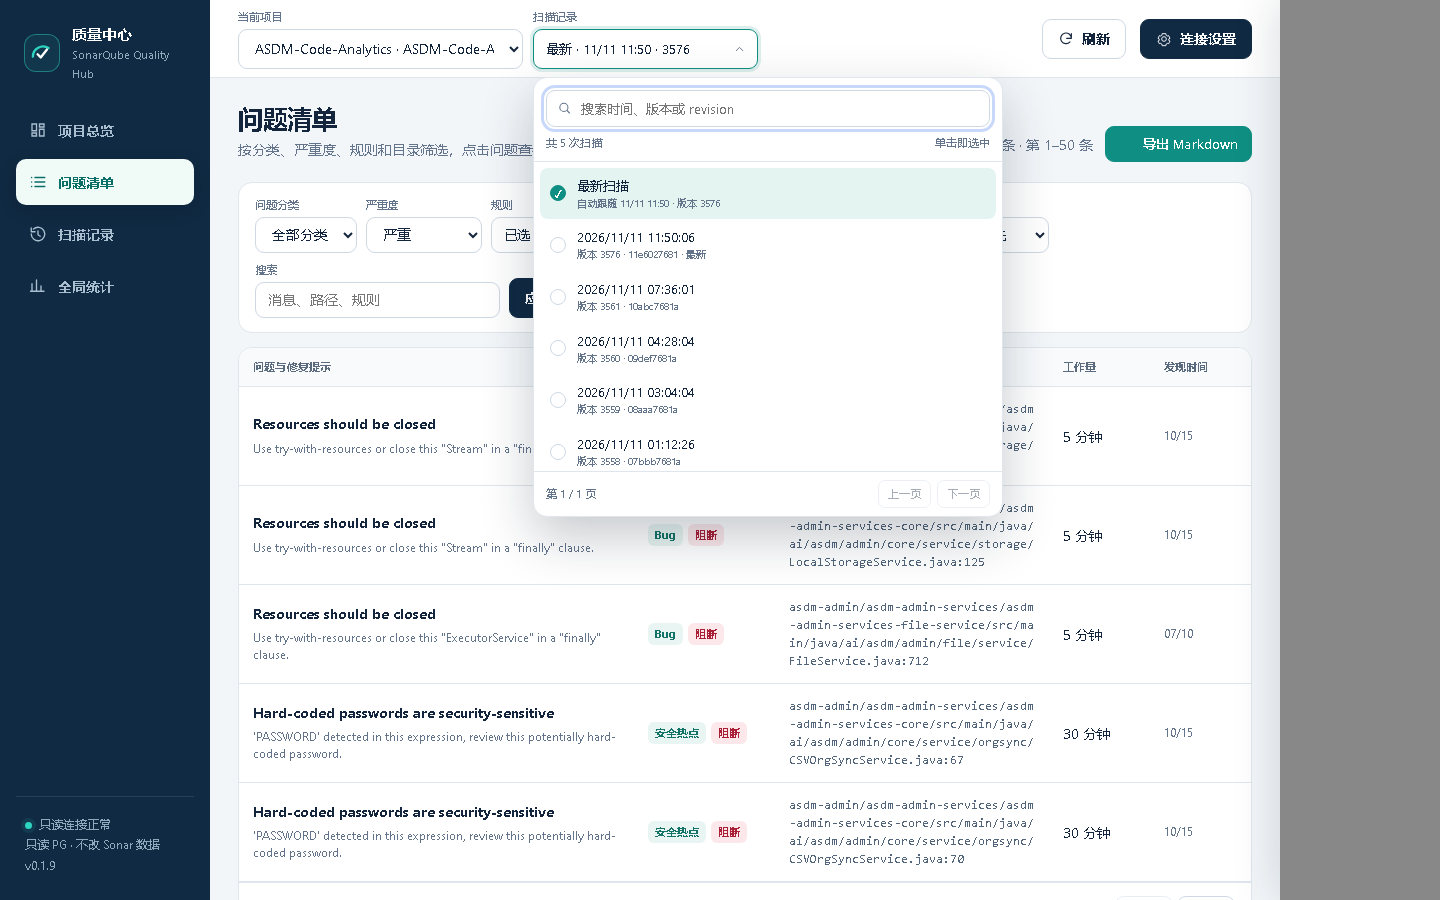 质量中心
SonarQube Quality
Hub
项目总览
问题清单
扫描记录
全局统计
只读连接正常
只读 PG · 不改 Sonar 数据
v0.1.9
当前项目
ASDM-Code-Analytics · ASDM-Code-A
扫描记录
最新 · 11/11 11:50 · 3576
刷新
连接设置
搜索时间、版本或 revision
共 5 次扫描
单击即选中
最新扫描
自动跟随 11/11 11:50 · 版本 3576
2026/11/11 11:50:06
版本 3576 · 11e6027681 · 最新
2026/11/11 07:36:01
版本 3561 · 10abc7681a
2026/11/11 04:28:04
版本 3560 · 09def7681a
2026/11/11 03:04:04
版本 3559 · 08aaa7681a
2026/11/11 01:12:26
版本 3558 · 07bbb7681a
第 1 / 1 页
上一页
下一页
问题清单
按分类、严重度、规则和目录筛选，点击问题查
条 · 第 1–50 条
导出 Markdown
问题分类
严重度
规则
全部分类
严重
已选
搜索
消息、路径、规则
问题与修复提示
工作量
发现时间
Resources should be closed
Use try-with-resources or close this "Stream" in a "fin
/asdm
java/
rage/
5 分钟
10/15
Resources should be closed
Use try-with-resources or close this "Stream" in a "finally" clause.
Bug
阻断
/asdm
-admin-services-core/src/main/java/
ai/asdm/admin/core/service/storage/
LocalStorageService.java:125
5 分钟
10/15
Resources should be closed
Use try-with-resources or close this "ExecutorService" in a "finally"
clause.
Bug
阻断
asdm-admin/asdm-admin-services/asdm
-admin-services-file-service/src/ma
in/java/ai/asdm/admin/file/service/
FileService.java:712
5 分钟
07/10
Hard-coded passwords are security-sensitive
'PASSWORD' detected in this expression, review this potentially hard-
coded password.
安全热点
阻断
asdm-admin/asdm-admin-services/asdm
-admin-services-core/src/main/java/
ai/asdm/admin/core/service/orgsync/
CSVOrgSyncService.java:67
30 分钟
10/15
Hard-coded passwords are security-sensitive
'PASSWORD' detected in this expression, review this potentially hard-
coded password.
安全热点
阻断
asdm-admin/asdm-admin-services/asdm
-admin-services-core/src/main/java/
ai/asdm/admin/core/service/orgsync/
CSVOrgSyncService.java:70
30 分钟
10/15